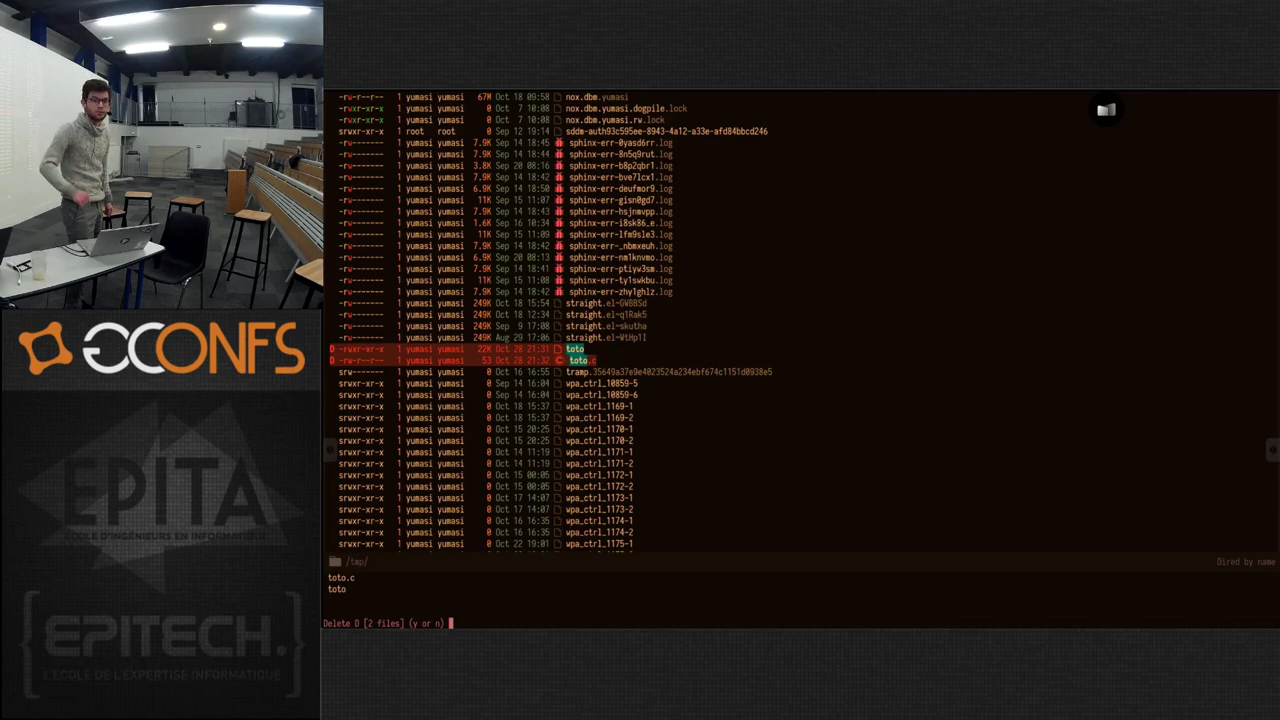 -rw-r--r-- 1 yumasi yumasi 67M Oct 18 09:58 nox.dbm.yumasi
-rwxr-xr-x 1 yumasi yumasi 0 Oct 7 10:08 nox.dbm.yumasi.dogpile.lock
-rwxr-xr-x 1 yumasi yumasi 0 Oct 7 10:08 nox.dbm.yumasi.rw.lock
srwxr-xr-x 1 root root 0 Sep 12 19:14 sddm-auth93c595ee-8943-4a12-a33e-afd84bbcd246
-rw------- 1 yumasi yumasi 7.9K Sep 14 18:45 sphinx-err-0yasd6rr.log
-rw------- 1 yumasi yumasi 7.9K Sep 14 18:44 sphinx-err-8n5q9rut.log
-rw------- 1 yumasi yumasi 3.8K Sep 20 08:16 sphinx-err-b8p2qbr1.log
-rw------- 1 yumasi yumasi 7.9K Sep 14 18:42 sphinx-err-bve7lcx1.log
-rw------- 1 yumasi yumasi 6.9K Sep 14 18:50 sphinx-err-deufmor9.log
-rw------- 1 yumasi yumasi 11K Sep 15 11:07 sphinx-err-gisn0gd7.log
-rw------- 1 yumasi yumasi 7.9K Sep 14 18:43 sphinx-err-hsjnmvpp.log
-rw------- 1 yumasi yumasi 1.6K Sep 16 10:34 sphinx-err-i8sk86_e.log
-rw------- 1 yumasi yumasi 11K Sep 15 11:09 sphinx-err-lfm9sle3.log
-rw------- 1 yumasi yumasi 7.9K Sep 14 18:42 sphinx-err-_nbmxeuh.log
-rw------- 1 yumasi yumasi 6.9K Sep 20 08:13 sphinx-err-nm1knvmo.log
-rw------- 1 yumasi yumasi 7.9K Sep 14 18:41 sphinx-err-ptiyw3sm.log
-rw------- 1 yumasi yumasi 11K Sep 15 11:08 sphinx-err-ty1swkbu.log
-rw------- 1 yumasi yumasi 7.9K Sep 14 18:42 sphinx-err-zhy1ghlz.log
-rw------- 1 yumasi yumasi 249K Oct 18 15:54 straight.el~GWBBSd
-rw------- 1 yumasi yumasi 249K Oct 18 12:34 straight.el~q1Rak5
-rw------- 1 yumasi yumasi 249K Sep 9 17:08 straight.el~skutha
-rw------- 1 yumasi yumasi 249K Aug 29 17:06 straight.el~WtHp1I
D -rwxr-xr-x 1 yumasi yumasi 22K Oct 28 21:31 toto
D -rw-r--r-- 1 yumasi yumasi 53 Oct 28 21:32 toto.c
srw------- 1 yumasi yumasi 0 Oct 16 16:55 tramp.35649a37e9e4023524a234ebf674c1151d0938e5
srwxr-xr-x 1 yumasi yumasi 0 Sep 14 16:04 wpa_ctrl_10859-5
srwxr-xr-x 1 yumasi yumasi 0 Sep 14 16:04 wpa_ctrl_10859-6
srwxr-xr-x 1 yumasi yumasi 0 Oct 18 15:37 wpa_ctrl_1169-1
srwxr-xr-x 1 yumasi yumasi 0 Oct 18 15:37 wpa_ctrl_1169-2
srwxr-xr-x 1 yumasi yumasi 0 Oct 15 20:25 wpa_ctrl_1170-1
srwxr-xr-x 1 yumasi yumasi 0 Oct 15 20:25 wpa_ctrl_1170-2
srwxr-xr-x 1 yumasi yumasi 0 Oct 14 11:19 wpa_ctrl_1171-1
srwxr-xr-x 1 yumasi yumasi 0 Oct 14 11:19 wpa_ctrl_1171-2
srwxr-xr-x 1 yumasi yumasi 0 Oct 15 00:05 wpa_ctrl_1172-1
srwxr-xr-x 1 yumasi yumasi 0 Oct 15 00:05 wpa_ctrl_1172-2
srwxr-xr-x 1 yumasi yumasi 0 Oct 17 14:07 wpa_ctrl_1173-1
srwxr-xr-x 1 yumasi yumasi 0 Oct 17 14:07 wpa_ctrl_1173-2
srwxr-xr-x 1 yumasi yumasi 0 Oct 16 16:35 wpa_ctrl_1174-1
srwxr-xr-x 1 yumasi yumasi 0 Oct 16 16:35 wpa_ctrl_1174-2
srwxr-xr-x 1 yumasi yumasi 0 Oct 22 19:01 wpa_ctrl_1175-1
/tmp/ Dired by name
toto.c
toto
Delete D [2 files] (y or n)
GCONFS
EPITA
ÉCOLE D'INGÉNIEURS EN INFORMATIQUE
{EPITECH.}
L'ÉCOLE DE L'EXPERTISE INFORMATIQUE